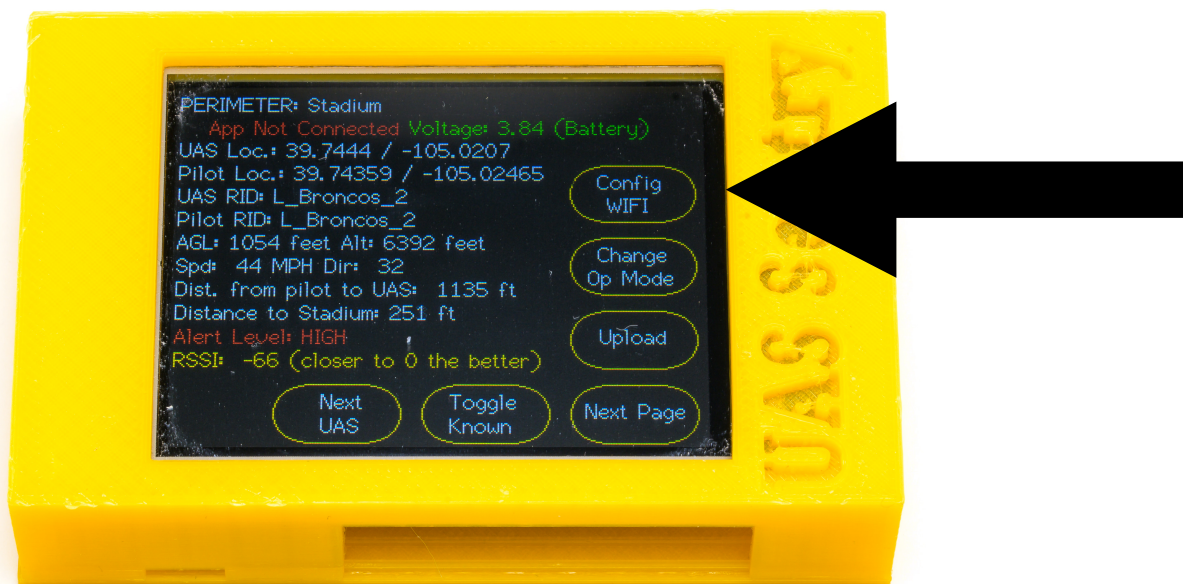 PERIMETER: Stadium
App Not Connected Voltage: 3.84 (Battery)
UAS Loc.: 39.7444 / -105.0207
Pilot Loc.: 39.74359 / -105.02465
UAS RID: L_Broncos_2
Pilot RID: L_Broncos_2
AGL: 1054 feet Alt: 6392 feet
Spd: 44 MPH Dir: 32
Dist. from pilot to UAS: 1135 ft
Distance to Stadium: 251 ft
Alert Level: HIGH
RSSI: -66 (closer to 0 the better)
Config
WIFI
Change
Op Mode
Upload
Next
UAS
Toggle
Known
Next Page
UAS